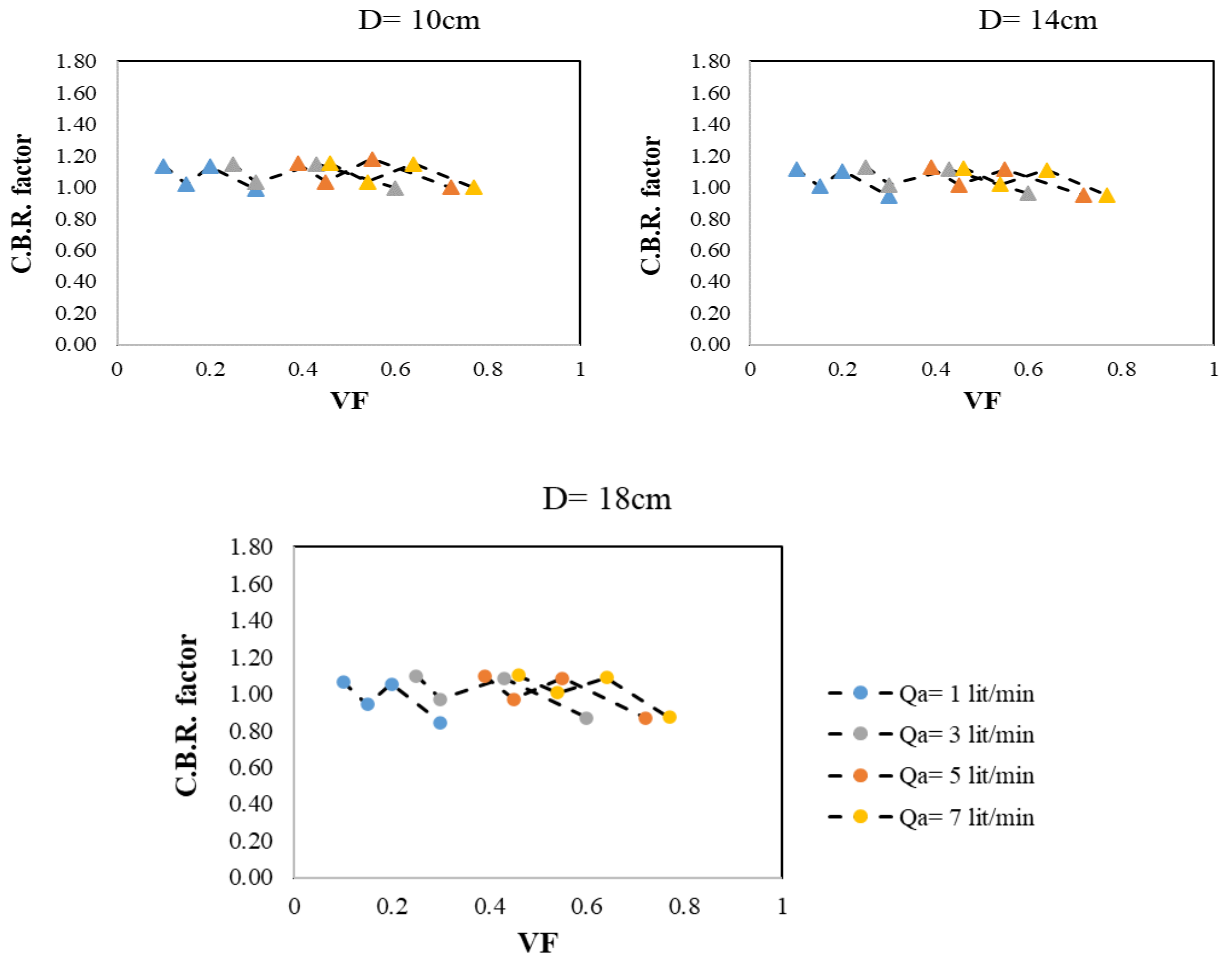 D= 10cm
1.80
1.60
1.40
1.20
1.00
0.80
0.60
0.40
0.20
0.00
C.B.R. factor
0 0.2 0.4 0.6 0.8 1
VF
D= 14cm
1.80
1.60
1.40
1.20
1.00
0.80
0.60
0.40
0.20
0.00
C.B.R. factor
0 0.2 0.4 0.6 0.8 1
VF
D= 18cm
1.80
1.60
1.40
1.20
1.00
0.80
0.60
0.40
0.20
0.00
C.B.R. factor
0 0.2 0.4 0.6 0.8 1
VF
Qa= 1 lit/min
Qa= 3 lit/min
Qa= 5 lit/min
Qa= 7 lit/min